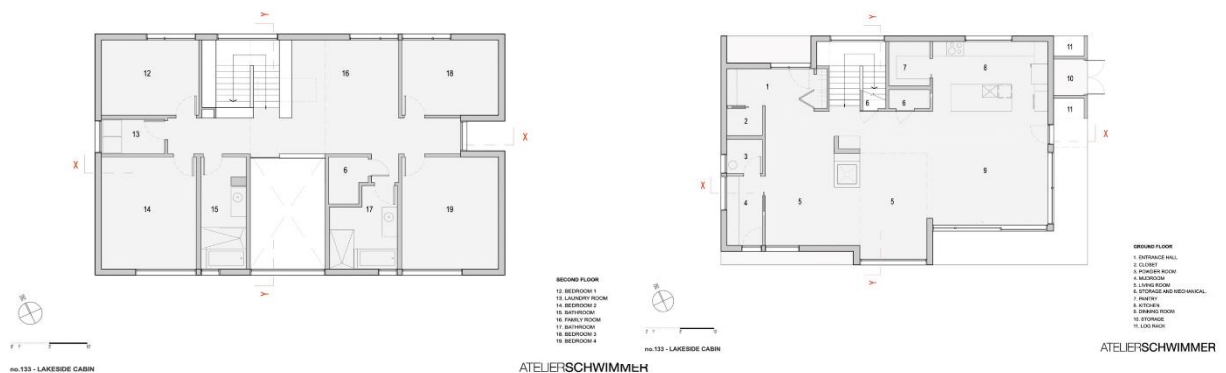 Y
12
16
18
13
X
X
6
14
15
17
19
Y
SECOND FLOOR
12. BEDROOM 1
13. LAUNDRY ROOM
14. BEDROOM 2
15. BATHROOM
16. FAMILY ROOM
17. BATHROOM
18. BEDROOM 3
19. BEDROOM 4
no.133 - LAKESIDE CABIN
ATELIERSCHWIMMER
Y
11
7
8
10
1
6
6
11
2
X
3
9
X
4
5
5
Y
GROUND FLOOR
1. ENTRANCE HALL
2. CLOSET
3. POWDER ROOM
4. MUDROOM
5. LIVING ROOM
6. STORAGE AND MECHANICAL
7. PANTRY
8. KITCHEN
9. DINNING ROOM
10. STORAGE
11. LOG RACK
no.133 - LAKESIDE CABIN
ATELIERSCHWIMMER